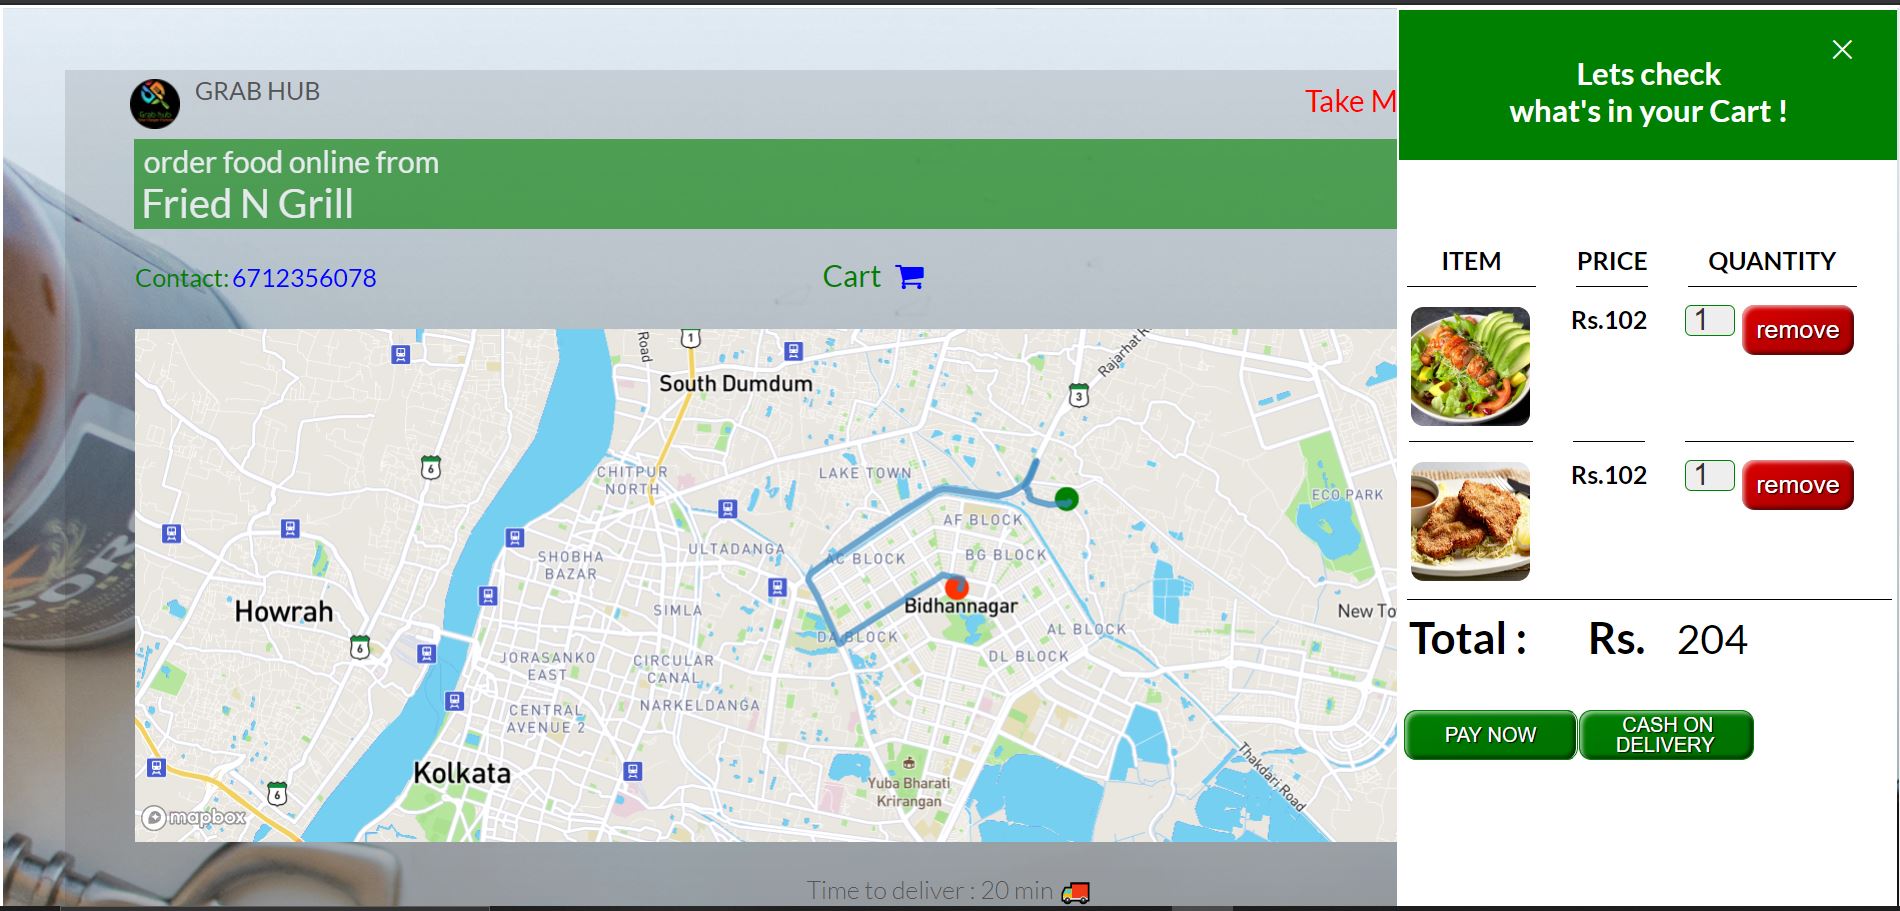 GRAB HUB
Take M
order food online from
Fried N Grill
Contact: 6712356078
Cart
Road
1
South Dumdum
Rajarhat R
3
6
CHITPUR
NORTH
LAKE TOWN
ECO PARK
AF BLOCK
ULTADANGA
AC BLOCK
BG BLOCK
SHOBHA
BAZAR
Howrah
SIMLA
Bidhannagar
New To
6
DA BLOCK
AL BLOCK
JORASANKO
EAST
CIRCULAR
CANAL
DL BLOCK
CENTRAL
AVENUE 2
NARKELDANGA
Kolkata
Yuba Bharati
Krirangan
Thakdari Road
6
mapbox
Time to deliver : 20 min
×
Lets check
what's in your Cart !
ITEM PRICE QUANTITY
Rs.102 1 remove
Rs.102 1 remove
Total : Rs. 204
PAY NOW
CASH ON
DELIVERY